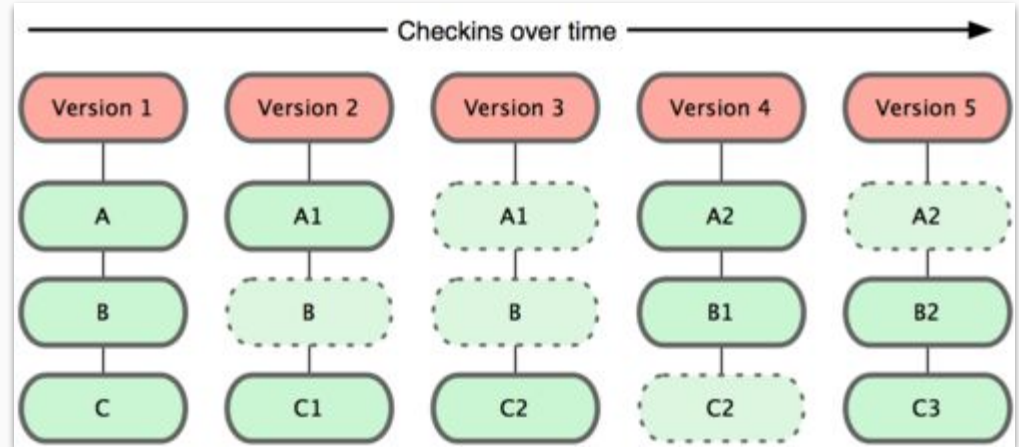 Checkins over time
Version 1 Version 2 Version 3 Version 4 Version 5
A A1 A1 A2 A2
B B B B1 B2
C C1 C2 C2 C3